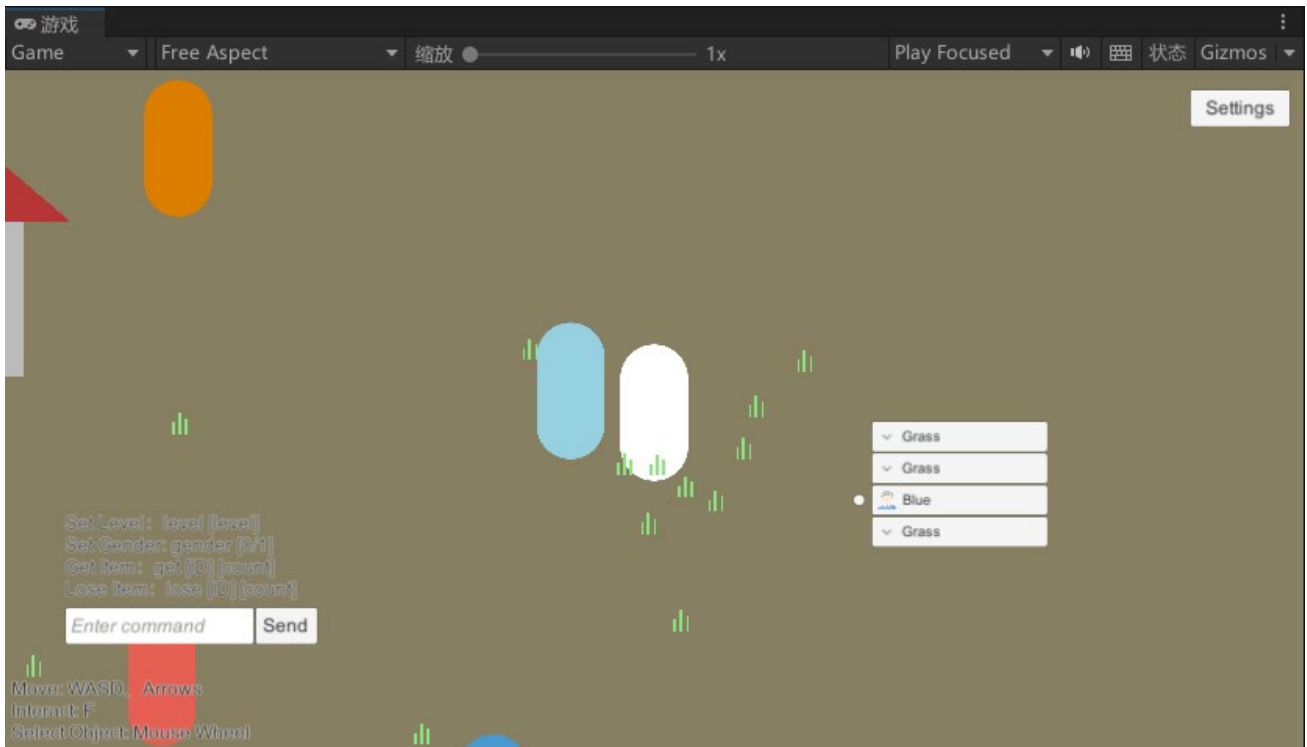 游戏
Game Free Aspect 缩放 1x Play Focused 状态 Gizmos
Settings
Grass
Grass
Blue
Grass
Set Level： level [level]
Set Gender: gender [0/1]
Get Item： get [ID] [count]
Lose Item： lose [ID] [count]
Enter command Send
Move: WASD、Arrows
Interact: F
Select Object: Mouse Wheel